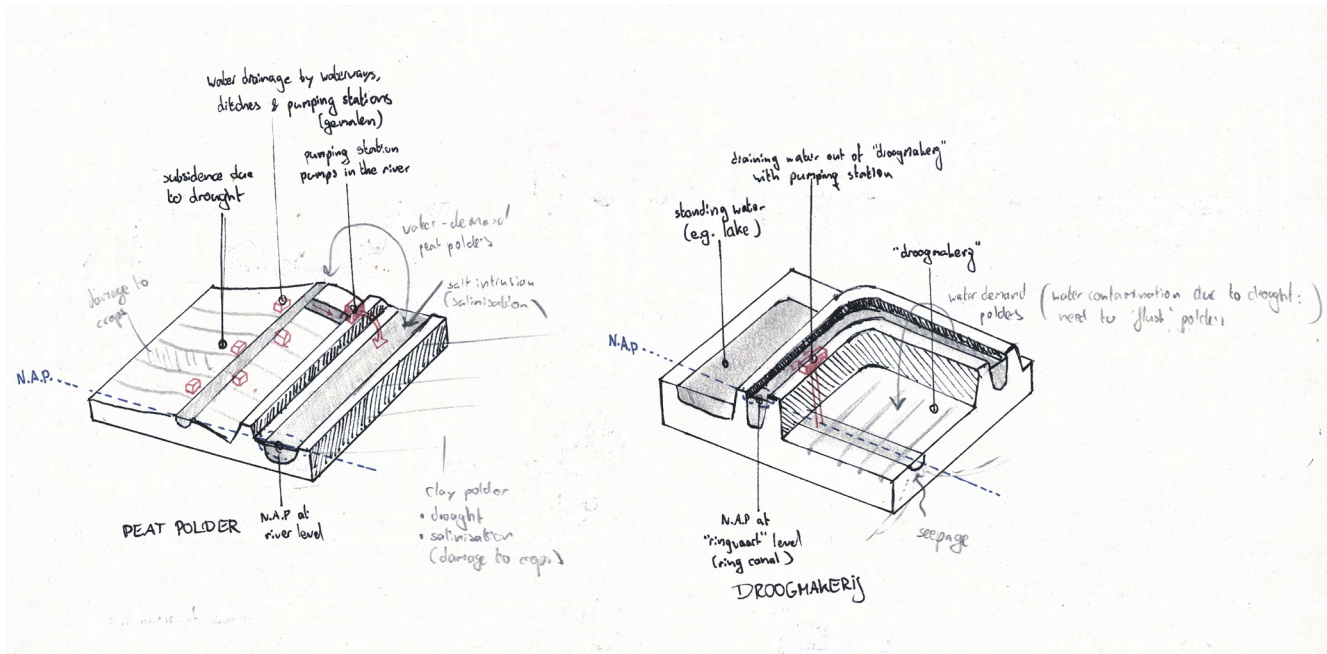 Water drainage by waterways,
ditches & pumping stations
(gemalen)
pumping station
pumps in the river
subsidence due
to drought
water-demand
peat polders
salt intrusion
(salinisation)
damage to
crops
N.A.P.
PEAT POLDER
N.A.P at
river level
clay polder
• drought
• salinisation
(damage to crops)
draining water out of "droogmakerij"
with pumping station
standing water
(e.g. lake)
"droogmakerij"
water demand
polders
(water contamination due to drought:
need to 'flush' polders)
N.A.P.
N.A.P at
"ringvaart" level
(ring canal)
seepage
DROOGMAKERIJ